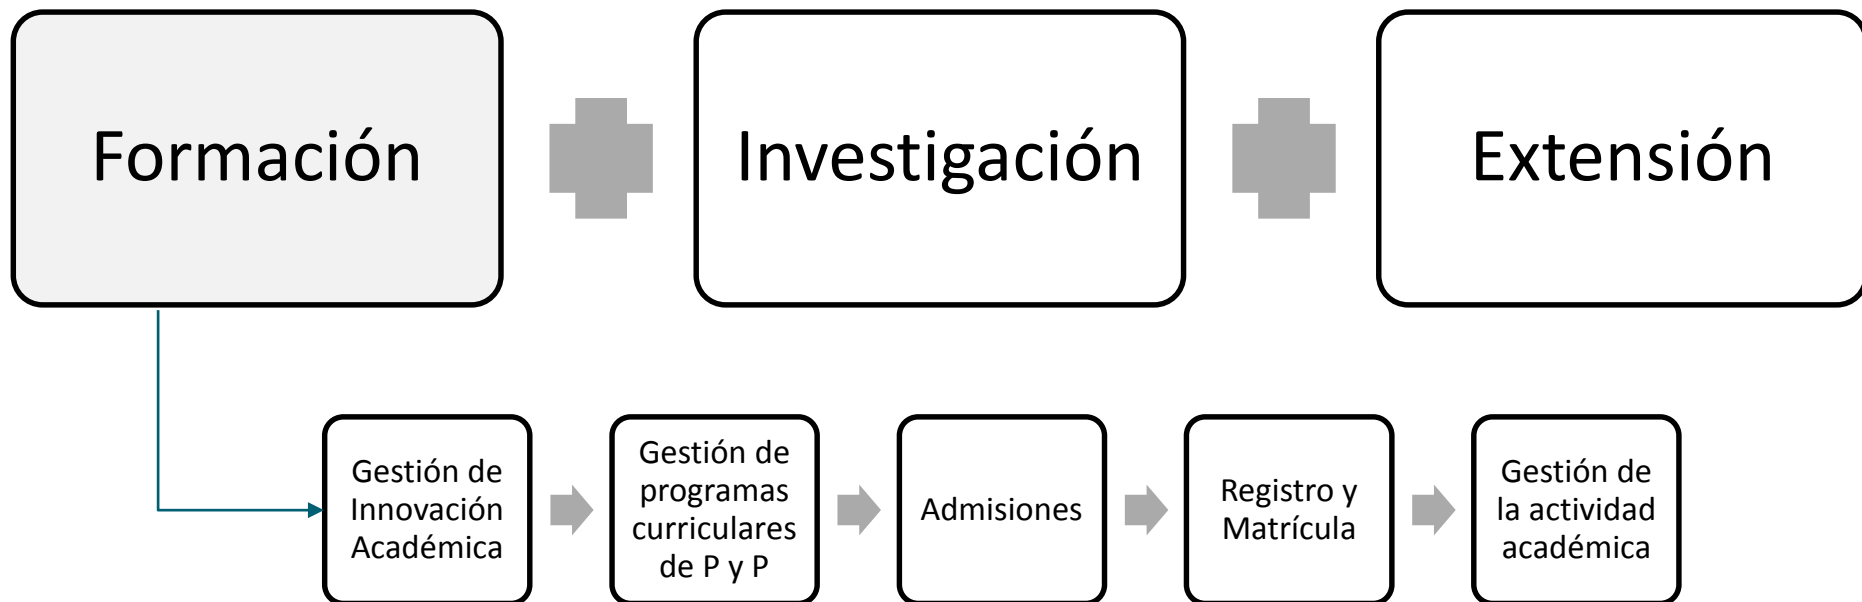 Formación
Investigación
Extensión
Gestión de
Innovación
Académica
Gestión de
programas
curriculares
de P y P
Admisiones
Registro y
Matrícula
Gestión de
la actividad
académica